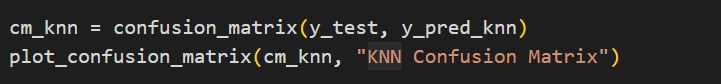 cm_knn = confusion_matrix(y_test, y_pred_knn)
plot_confusion_matrix(cm_knn, "KNN Confusion Matrix")